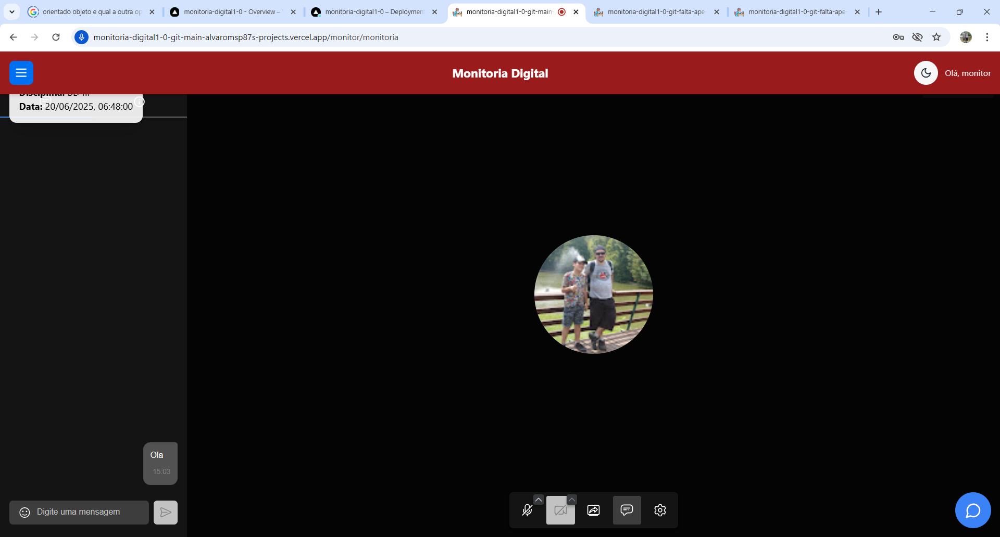 orientado objeto e qual a outra op
monitoria-digital1-0 - Overview –
monitoria-digital1-0 – Deploymen
monitoria-digital1-0-git-main-
monitoria-digital1-0-git-falta-ape
monitoria-digital1-0-git-falta-ape
monitoria-digital1-0-git-main-alvaromsp87s-projects.vercel.app/monitor/monitoria
Monitoria Digital
Olá, monitor
Disciplina: BD III
Data: 20/06/2025, 06:48:00
Ola
15:03
Digite uma mensagem